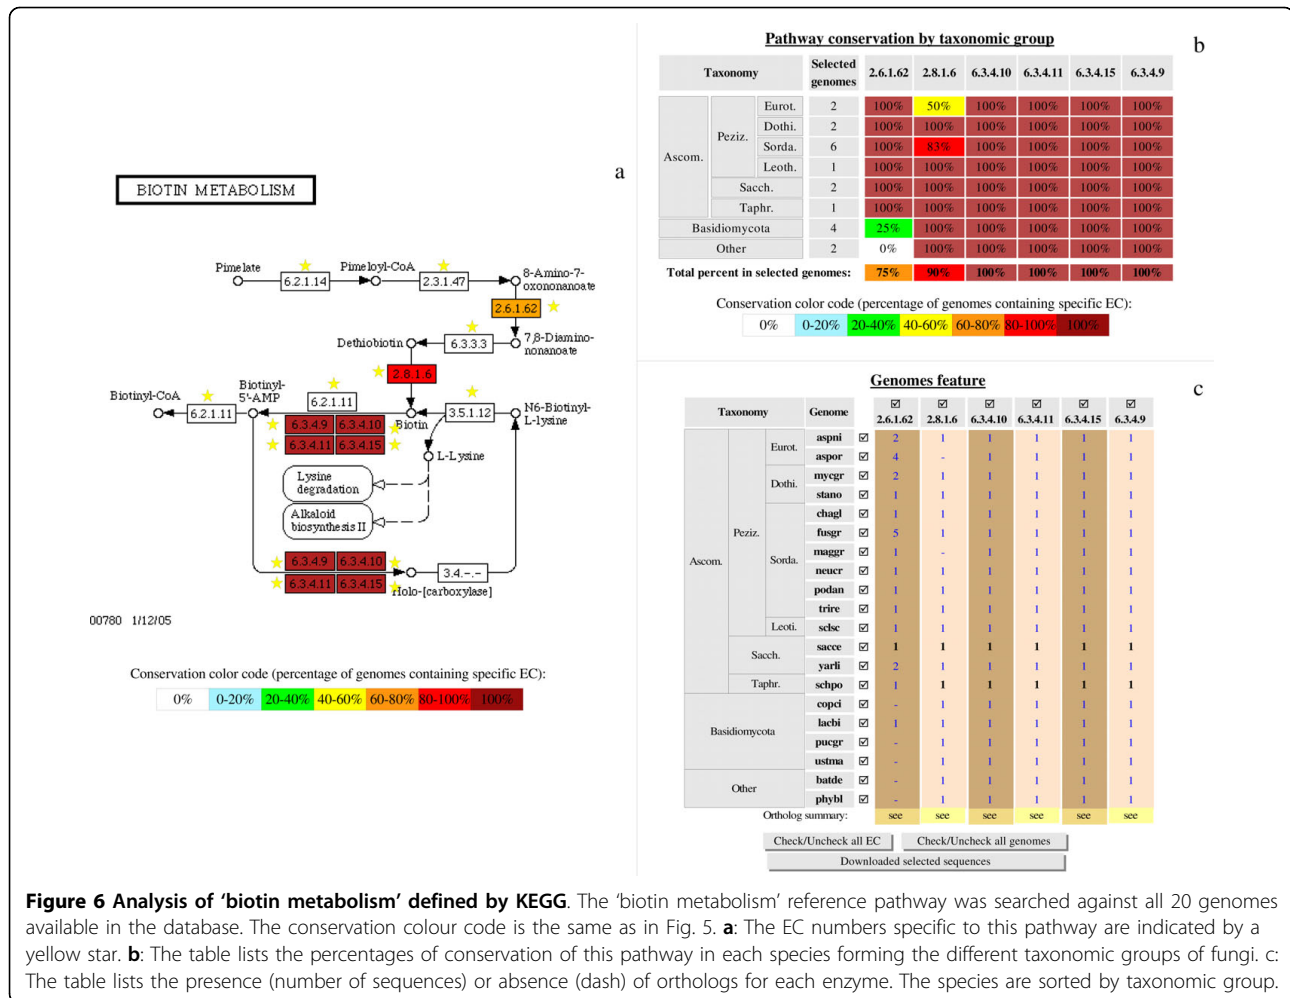 a
BIOTIN METABOLISM
Pimelate
6.2.1.14
Pimeloyl-CoA
2.3.1.47
8-Amino-7-
oxononanoate
2.6.1.62
7,8-Diamino-
nonanoate
6.3.3.3
Dethiobiotin
2.8.1.6
Biotinyl-CoA
6.2.1.11
Biotinyl-
5'-AMP
6.2.1.11
6.3.4.9 6.3.4.10
6.3.4.11 6.3.4.15
Biotin
3.5.1.12
N6-Biotinyl-
L-lysine
L-Lysine
Lysine
degradation
Alkaloid
biosynthesis II
6.3.4.9 6.3.4.10
6.3.4.11 6.3.4.15
Holo-[carboxylase]
3.4.-.-
00780 1/12/05
Conservation color code (percentage of genomes containing specific EC):
0% 0-20% 20-40% 40-60% 60-80% 80-100% 100%
b
Pathway conservation by taxonomic group
Taxonomy Selected genomes 2.6.1.62 2.8.1.6 6.3.4.10 6.3.4.11 6.3.4.15 6.3.4.9
Ascom. Peziz. Eurot. 2 100% 50% 100% 100% 100% 100%
Dothi. 2 100% 100% 100% 100% 100% 100%
Sorda. 6 100% 83% 100% 100% 100% 100%
Leoth. 1 100% 100% 100% 100% 100% 100%
Sacch. 2 100% 100% 100% 100% 100% 100%
Taphr. 1 100% 100% 100% 100% 100% 100%
Basidiomycota 4 25% 100% 100% 100% 100% 100%
Other 2 0% 100% 100% 100% 100% 100%
Total percent in selected genomes: 75% 90% 100% 100% 100% 100%
Conservation color code (percentage of genomes containing specific EC):
0% 0-20% 20-40% 40-60% 60-80% 80-100% 100%
c
Genomes feature
Taxonomy Genome 2.6.1.62 2.8.1.6 6.3.4.10 6.3.4.11 6.3.4.15 6.3.4.9
Ascom. Peziz. Eurot. aspni 2 1 1 1 1 1
aspor 4 - 1 1 1 1
Dothi. mycgr 2 1 1 1 1 1
stano 1 1 1 1 1 1
Sorda. chagl 1 1 1 1 1 1
fusgr 5 1 1 1 1 1
maggr 1 - 1 1 1 1
neucr 1 1 1 1 1 1
podan 1 1 1 1 1 1
trire 1 1 1 1 1 1
Leoti. sclsc 1 1 1 1 1 1
Sacch. sacce 1 1 1 1 1 1
yarli 2 1 1 1 1 1
Taphr. schpo 1 1 1 1 1 1
Basidiomycota copci - 1 1 1 1 1
lacbi 1 1 1 1 1 1
pucgr - 1 1 1 1 1
ustma - 1 1 1 1 1
Other batde - 1 1 1 1 1
phybl - 1 1 1 1 1
Ortholog summary: see see see see see see
Check/Uncheck all EC Check/Uncheck all genomes
Downloaded selected sequences
Figure 6 Analysis of 'biotin metabolism' defined by KEGG. The 'biotin metabolism' reference pathway was searched against all 20 genomes
available in the database. The conservation colour code is the same as in Fig. 5. a: The EC numbers specific to this pathway are indicated by a
yellow star. b: The table lists the percentages of conservation of this pathway in each species forming the different taxonomic groups of fungi. c:
The table lists the presence (number of sequences) or absence (dash) of orthologs for each enzyme. The species are sorted by taxonomic group.